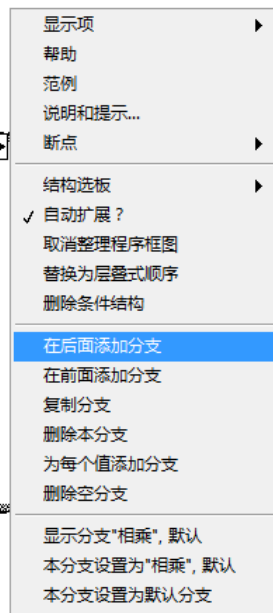 显示项
帮助
范例
说明和提示...
断点
结构选板
自动扩展？
取消整理程序框图
替换为层叠式顺序
删除条件结构
在后面添加分支
在前面添加分支
复制分支
删除本分支
为每个值添加分支
删除空分支
显示分支"相乘", 默认
本分支设置为"相乘", 默认
本分支设置为默认分支